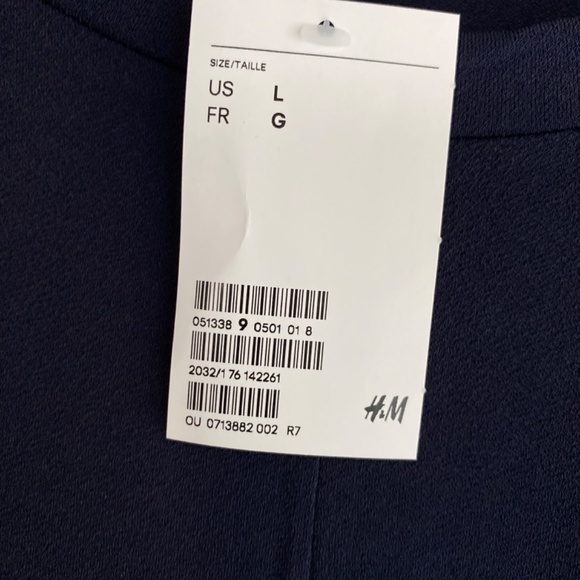 SIZE/TAILLE
US L
FR G
051338 9 0501 01 8
2032/1 76 142261
OU 0713882 002 R7
H&M